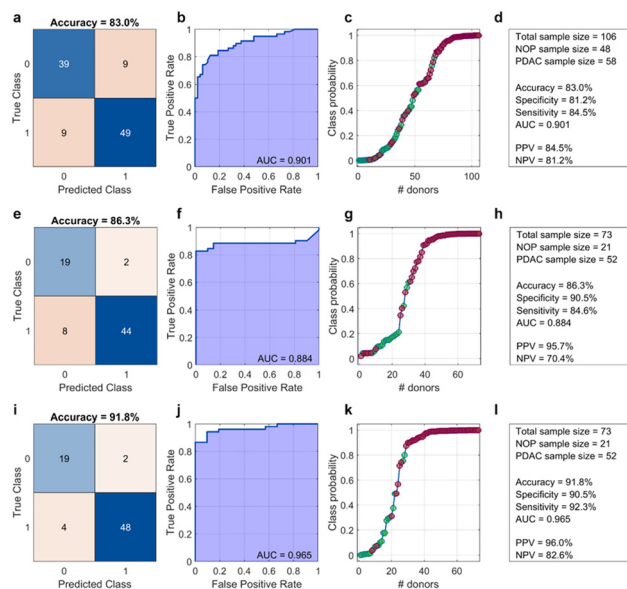 a
Accuracy = 83.0%
0
39
9
1
9
49
0
1
True Class
Predicted Class
b
1
0.8
0.6
0.4
0.2
0
0
0.2
0.4
0.6
0.8
1
True Positive Rate
AUC = 0.901
False Positive Rate
c
1
0.8
0.6
0.4
0.2
0
0
50
100
Class probability
# donors
d
Total sample size = 106
NOP sample size = 48
PDAC sample size = 58
Accuracy = 83.0%
Specificity = 81.2%
Sensitivity = 84.5%
AUC = 0.901
PPV = 84.5%
NPV = 81.2%
e
Accuracy = 86.3%
0
19
2
1
8
44
0
1
True Class
Predicted Class
f
1
0.8
0.6
0.4
0.2
0
0
0.2
0.4
0.6
0.8
1
True Positive Rate
AUC = 0.884
False Positive Rate
g
1
0.8
0.6
0.4
0.2
0
0
20
40
60
Class probability
# donors
h
Total sample size = 73
NOP sample size = 21
PDAC sample size = 52
Accuracy = 86.3%
Specificity = 90.5%
Sensitivity = 84.6%
AUC = 0.884
PPV = 95.7%
NPV = 70.4%
i
Accuracy = 91.8%
0
19
2
1
4
48
0
1
True Class
Predicted Class
j
1
0.8
0.6
0.4
0.2
0
0
0.2
0.4
0.6
0.8
1
True Positive Rate
AUC = 0.965
False Positive Rate
k
1
0.8
0.6
0.4
0.2
0
0
20
40
60
Class probability
# donors
l
Total sample size = 73
NOP sample size = 21
PDAC sample size = 52
Accuracy = 91.8%
Specificity = 90.5%
Sensitivity = 92.3%
AUC = 0.965
PPV = 96.0%
NPV = 82.6%